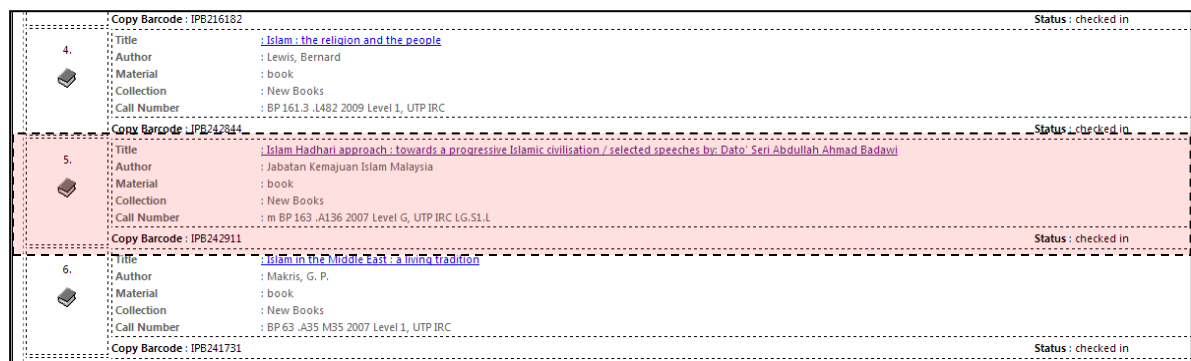 Copy Barcode : IPB216182 Status : checked in
4.
Title : Islam : the religion and the people
Author : Lewis, Bernard
Material : book
Collection : New Books
Call Number : BP 161.3 .L482 2009 Level 1, UTP IRC
Copy Barcode : IPB242844 Status : checked in
5.
Title : Islam Hadhari approach : towards a progressive Islamic civilisation / selected speeches by: Dato' Seri Abdullah Ahmad Badawi
Author : Jabatan Kemajuan Islam Malaysia
Material : book
Collection : New Books
Call Number : m BP 163 .A136 2007 Level G, UTP IRC LG.S1.L
Copy Barcode : IPB242911 Status : checked in
6.
Title : Islam in the Middle East : a living tradition
Author : Makris, G. P.
Material : book
Collection : New Books
Call Number : BP 63 .A35 M35 2007 Level 1, UTP IRC
Copy Barcode : IPB241731 Status : checked in